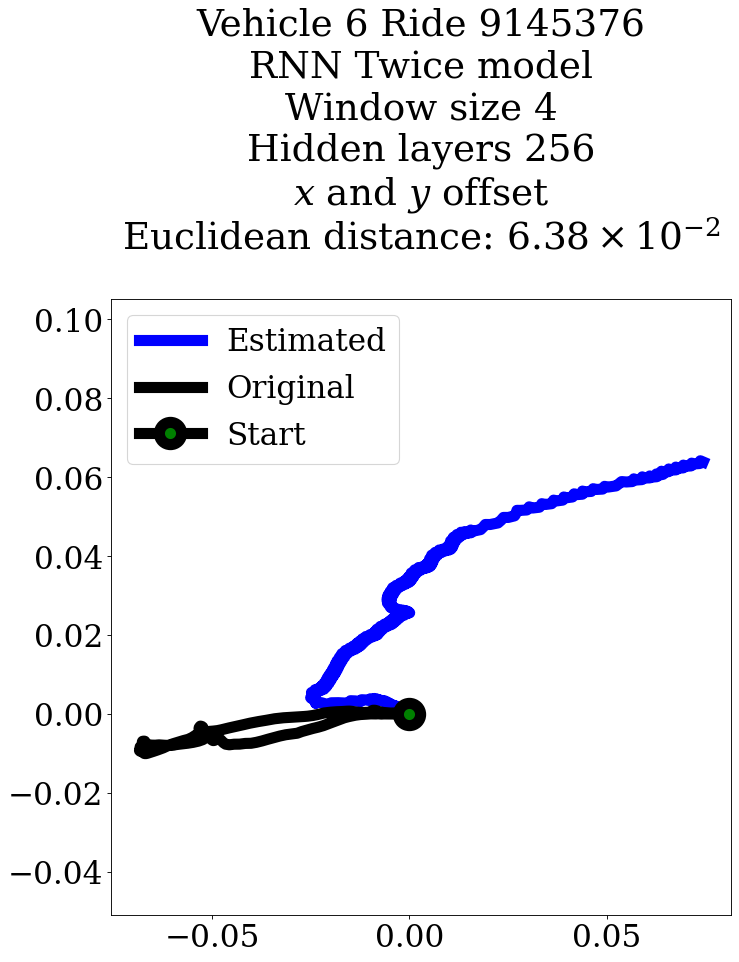 Vehicle 6 Ride 9145376
RNN Twice model
Window size 4
Hidden layers 256
x and y offset
Euclidean distance: 6.38 × 10⁻²
Estimated
Original
Start
0.10
0.08
0.06
0.04
0.02
0.00
−0.02
−0.04
−0.05 0.00 0.05